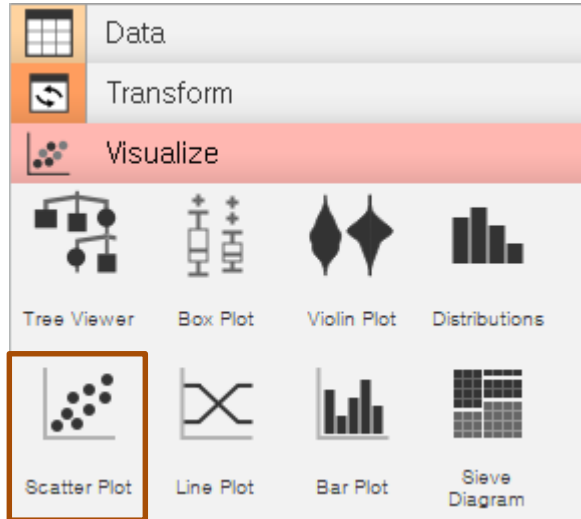 Data
Transform
Visualize
Tree Viewer
Box Plot
Violin Plot
Distributions
Scatter Plot
Line Plot
Bar Plot
Sieve
Diagram